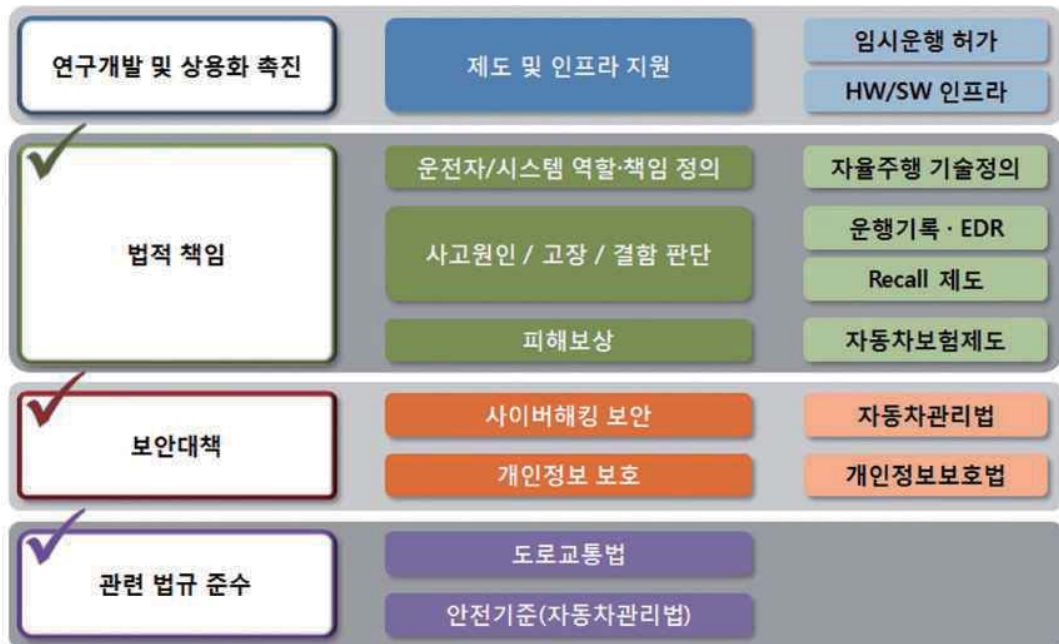 연구개발 및 상용화 촉진
제도 및 인프라 지원
임시운행 허가
HW/SW 인프라
법적 책임
운전자/시스템 역할·책임 정의
자율주행 기술정의
사고원인 / 고장 / 결함 판단
운행기록 · EDR
Recall 제도
피해보상
자동차보험제도
보안대책
사이버해킹 보안
자동차관리법
개인정보 보호
개인정보보호법
관련 법규 준수
도로교통법
안전기준(자동차관리법)